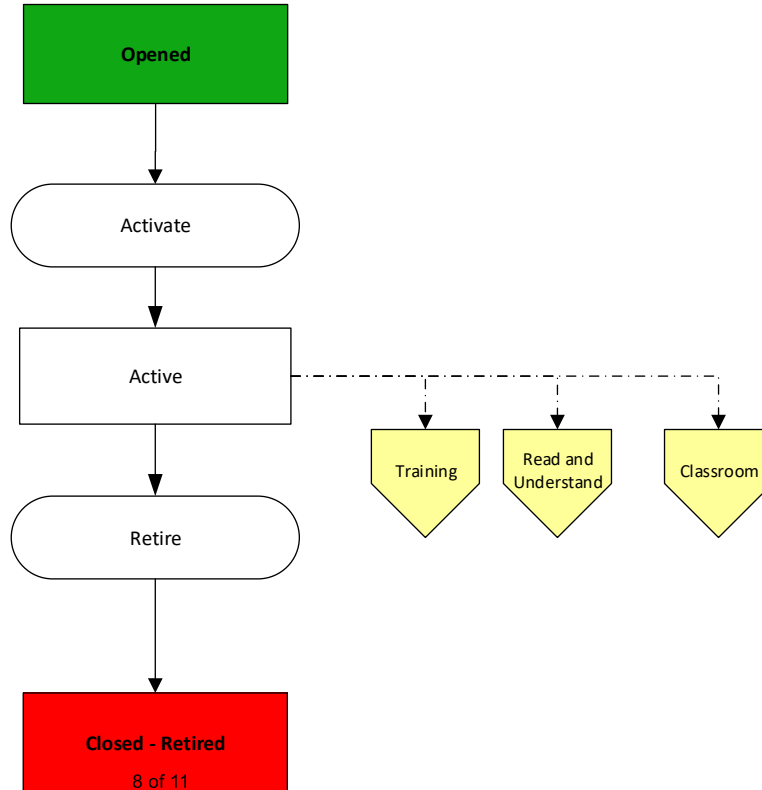 Opened
Activate
Active
Training
Read and
Understand
Classroom
Retire
Closed - Retired
8 of 11